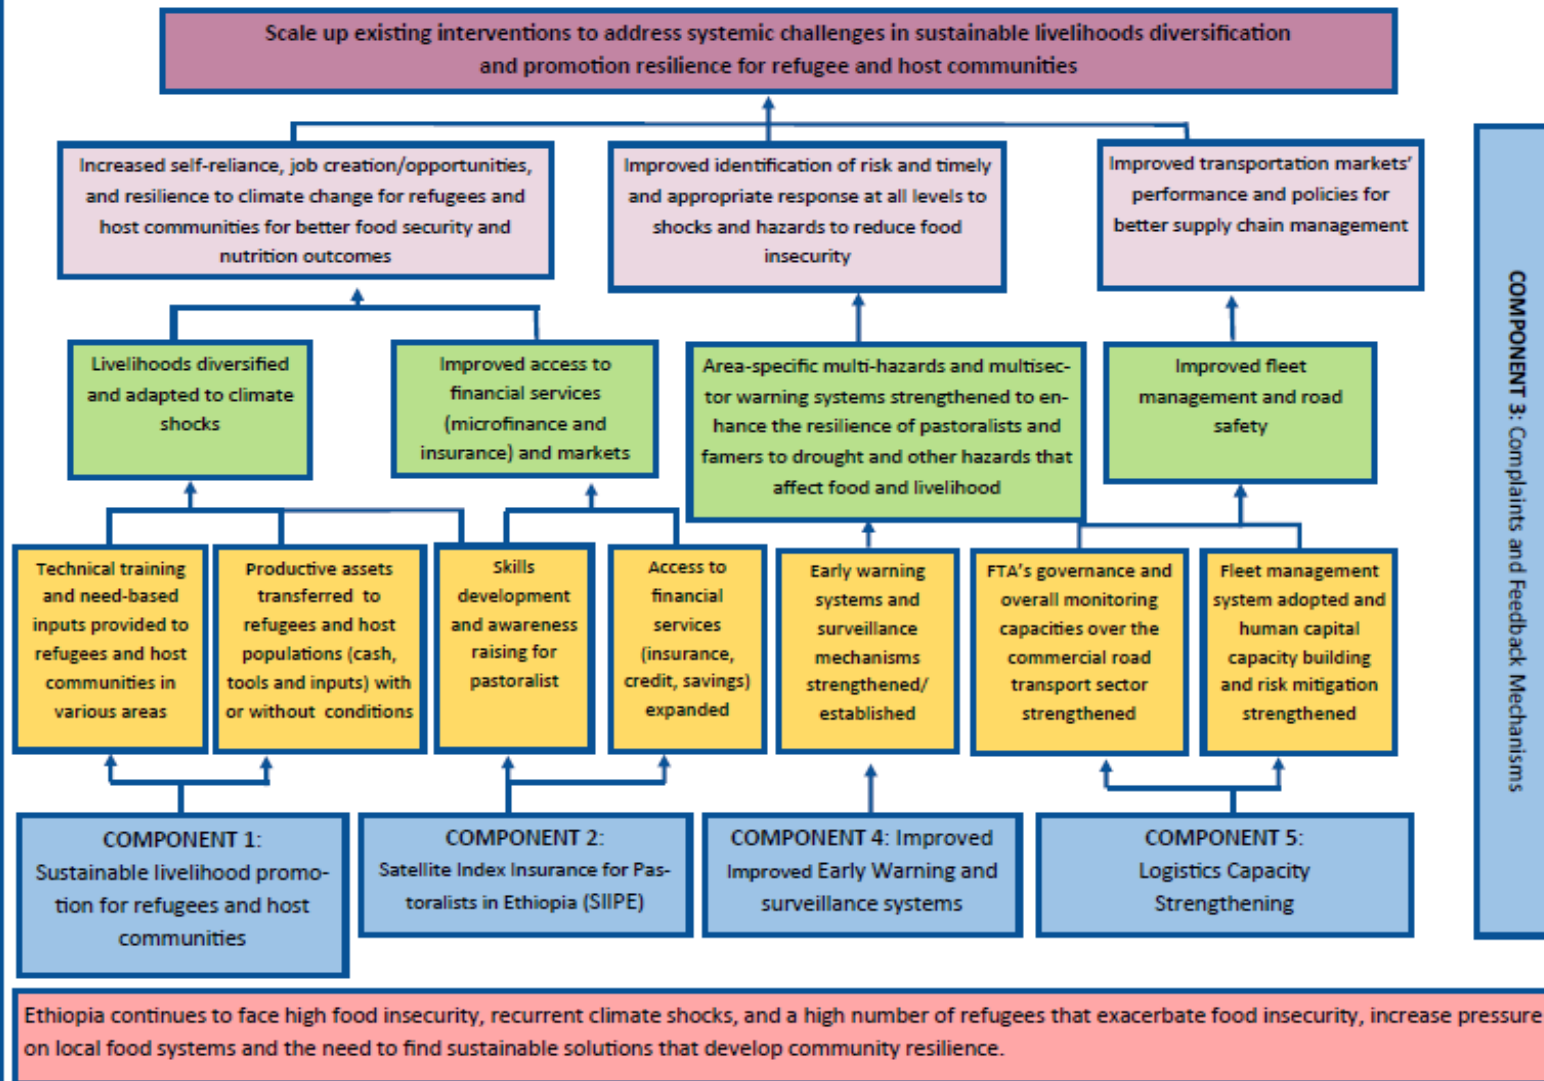 Scale up existing interventions to address systemic challenges in sustainable livelihoods diversification
and promotion resilience for refugee and host communities
Increased self-reliance, job creation/opportunities,
and resilience to climate change for refugees and
host communities for better food security and
nutrition outcomes
Improved identification of risk and timely
and appropriate response at all levels to
shocks and hazards to reduce food
insecurity
Improved transportation markets’
performance and policies for
better supply chain management
Livelihoods diversified
and adapted to climate
shocks
Improved access to
financial services
(microfinance and
insurance) and markets
Area-specific multi-hazards and multisec-
tor warning systems strengthened to en-
hance the resilience of pastoralists and
famers to drought and other hazards that
affect food and livelihood
Improved fleet
management and road
safety
Technical training
and need-based
inputs provided to
refugees and host
communities in
various areas
Productive assets
transferred to
refugees and host
populations (cash,
tools and inputs) with
or without conditions
Skills
development
and awareness
raising for
pastoralist
Access to
financial
services
(insurance,
credit, savings)
expanded
Early warning
systems and
surveillance
mechanisms
strengthened/
established
FTA’s governance and
overall monitoring
capacities over the
commercial road
transport sector
strengthened
Fleet management
system adopted and
human capital
capacity building
and risk mitigation
strengthened
COMPONENT 1:
Sustainable livelihood promo-
tion for refugees and host
communities
COMPONENT 2:
Satellite Index Insurance for Pas-
toralists in Ethiopia (SIIPE)
COMPONENT 4: Improved
Improved Early Warning and
surveillance systems
COMPONENT 5:
Logistics Capacity
Strengthening
COMPONENT 3: Complaints and Feedback Mechanisms
Ethiopia continues to face high food insecurity, recurrent climate shocks, and a high number of refugees that exacerbate food insecurity, increase pressure
on local food systems and the need to find sustainable solutions that develop community resilience.